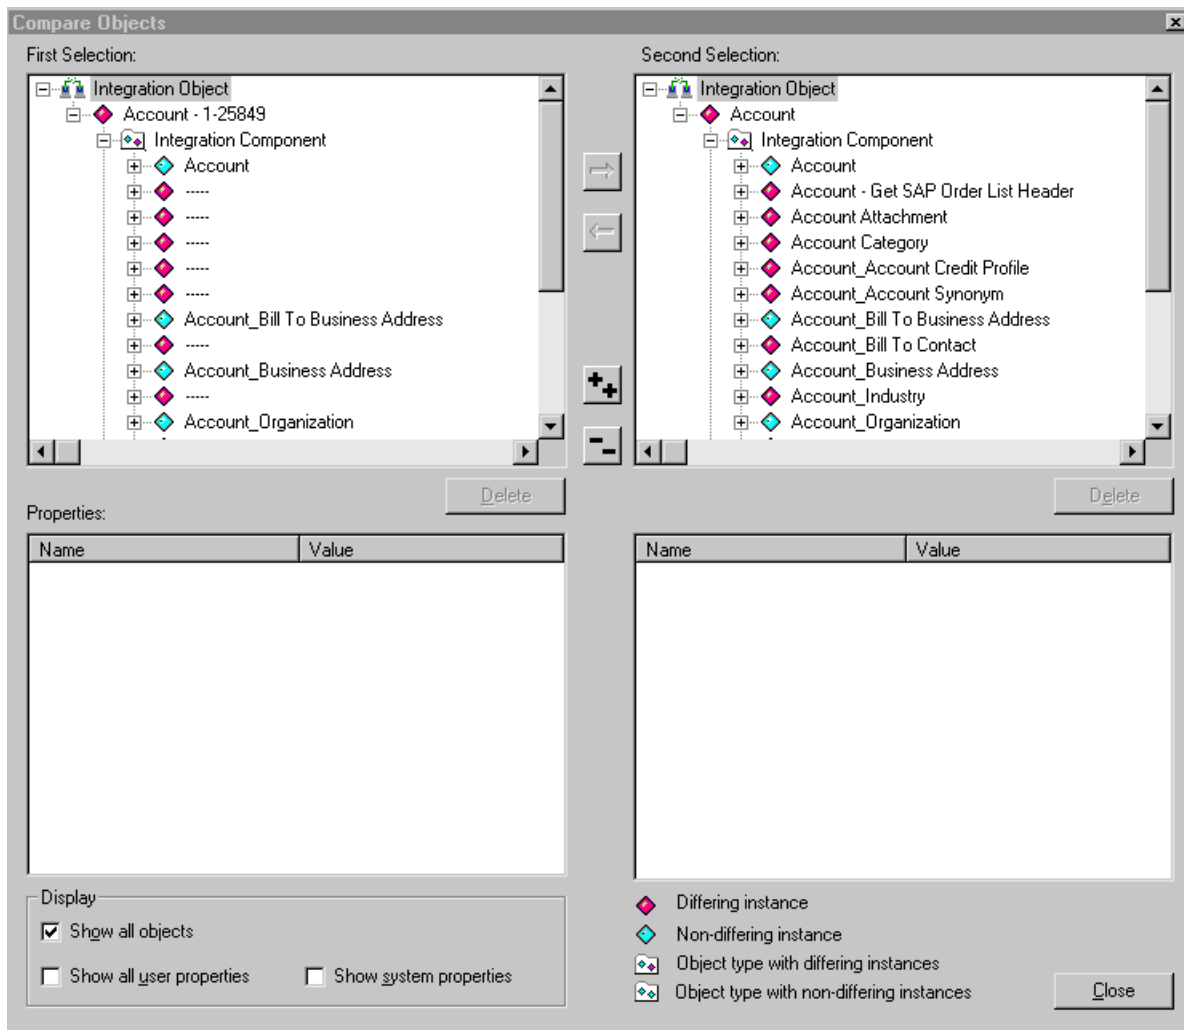 Compare Objects
First Selection:
Integration Object
Account - 1-25849
Integration Component
Account
-----
-----
-----
-----
-----
Account_Bill To Business Address
-----
Account_Business Address
-----
Account_Organization
Delete
Second Selection:
Integration Object
Account
Integration Component
Account
Account - Get SAP Order List Header
Account Attachment
Account Category
Account_Account Credit Profile
Account_Account Synonym
Account_Bill To Business Address
Account_Bill To Contact
Account_Business Address
Account_Industry
Account_Organization
Delete
Properties:
Name Value
Name Value
Display
Show all objects
Show all user properties Show system properties
Differing instance
Non-differing instance
Object type with differing instances
Object type with non-differing instances
Close